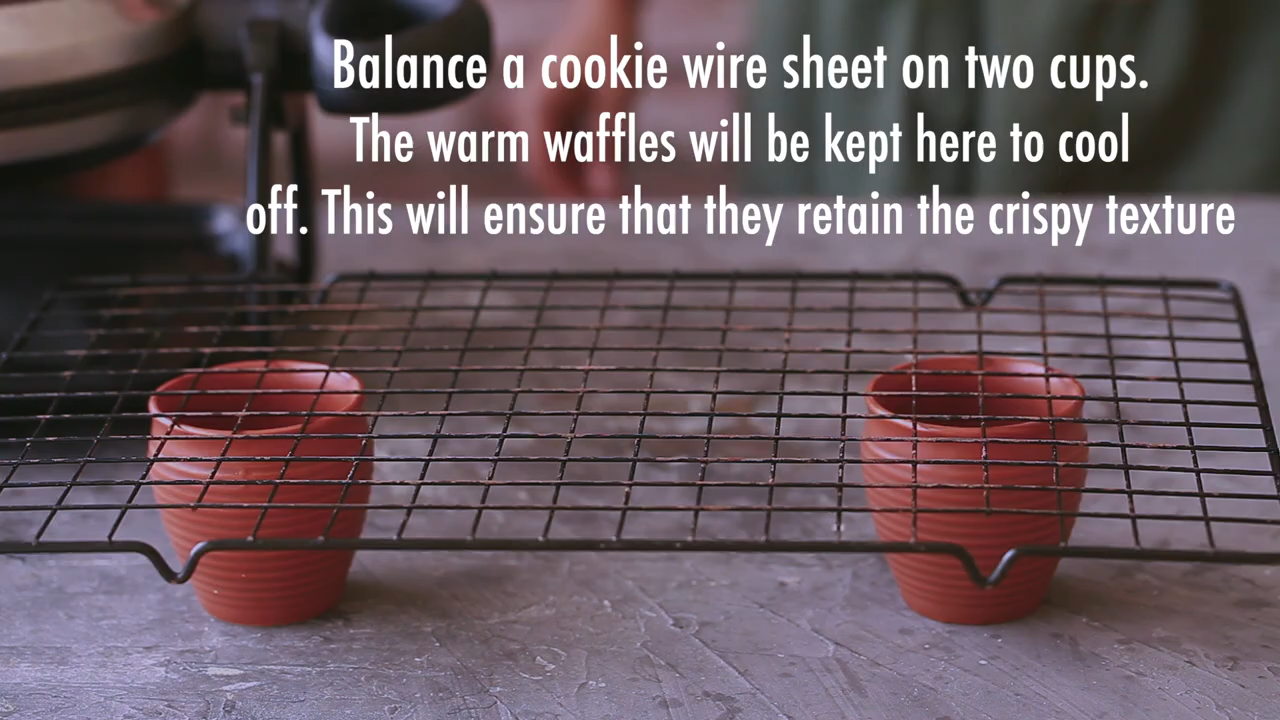 Balance a cookie wire sheet on two cups.
The warm waffles will be kept here to cool
off. This will ensure that they retain the crispy texture